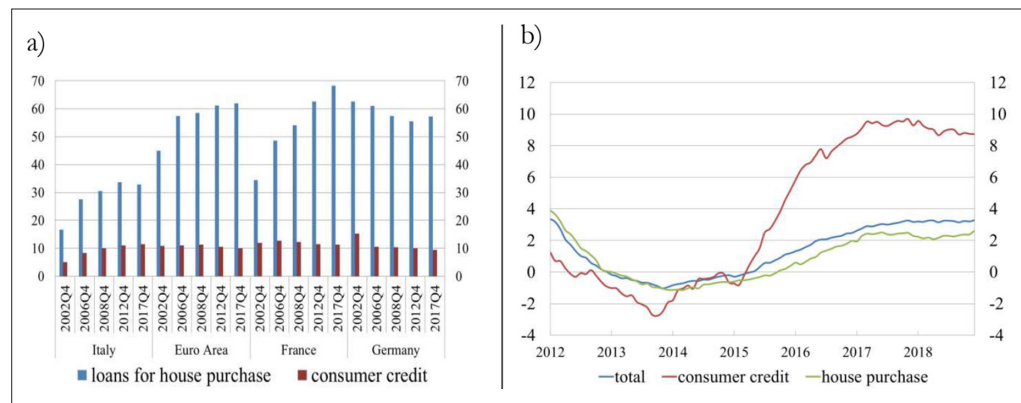 a)
70 70
60 60
50 50
40 40
30 30
20 20
10 10
0 0
2002Q4 2006Q4 2008Q4 2012Q4 2017Q4 2002Q4 2006Q4 2008Q4 2012Q4 2017Q4 2002Q4 2006Q4 2008Q4 2012Q4 2017Q4 2002Q4 2006Q4 2008Q4 2012Q4 2017Q4
Italy Euro Area France Germany
loans for house purchase consumer credit
b)
12 12
10 10
8 8
6 6
4 4
2 2
0 0
-2 -2
-4 -4
2012 2013 2014 2015 2016 2017 2018
total consumer credit house purchase